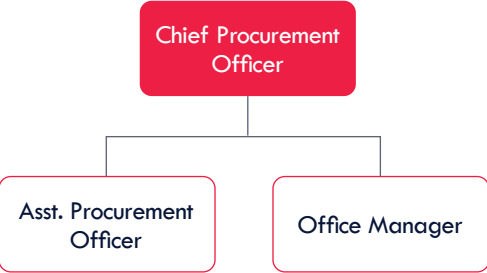 Chief Procurement
Officer
Asst. Procurement
Officer
Office Manager